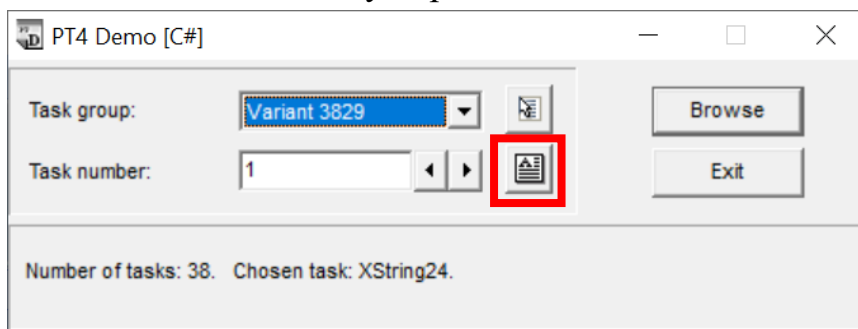 PT4 Demo [C#]
Task group:
Variant 3829
Browse
Task number:
1
Exit
Number of tasks: 38. Chosen task: XString24.